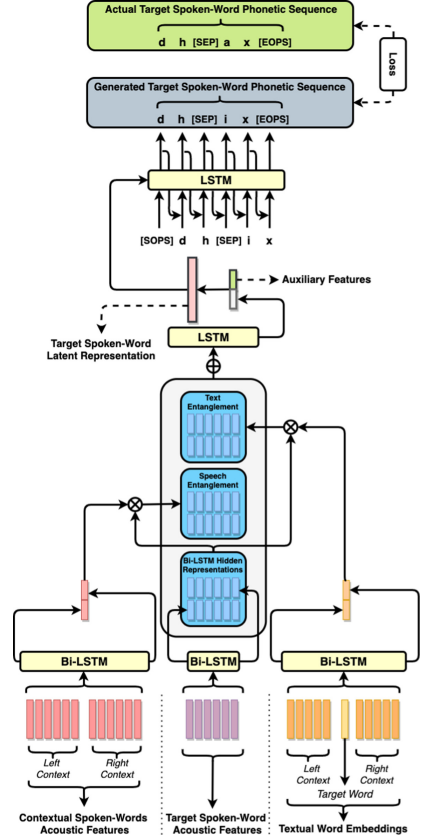 Actual Target Spoken-Word Phonetic Sequence
d h [SEP] a x [EOPS]
Loss
Generated Target Spoken-Word Phonetic Sequence
d h [SEP] i x [EOPS]
LSTM
[SOPS] d h [SEP] i x
Auxiliary Features
Target Spoken-Word
Latent Representation
LSTM
Text
Entanglement
Speech
Entanglement
Bi-LSTM Hidden
Representations
Bi-LSTM
Bi-LSTM
Bi-LSTM
Left
Context
Right
Context
Left
Context
Right
Context
Target Word
Contextual Spoken-Words
Acoustic Features
Target Spoken-Word
Acoustic Features
Textual Word Embeddings